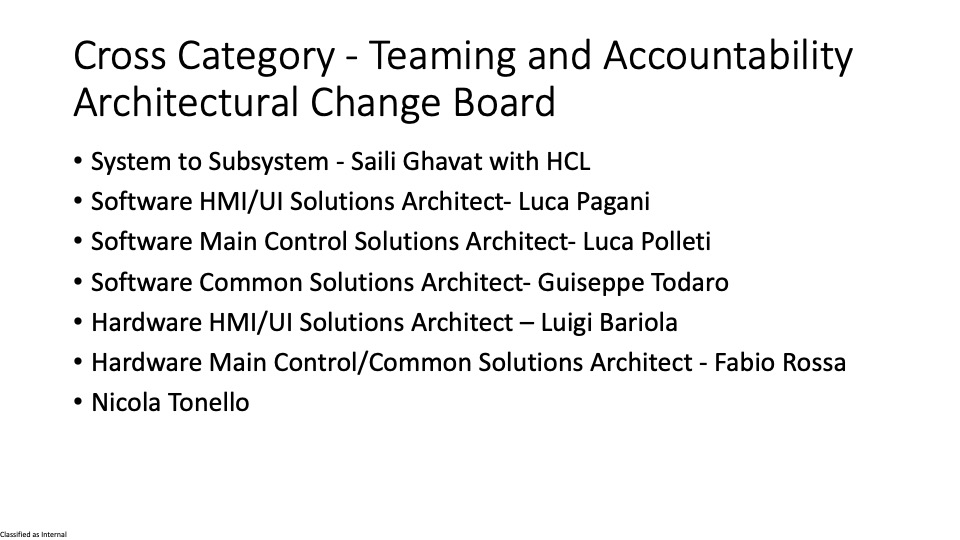 Cross Category - Teaming and Accountability
Architectural Change Board
• System to Subsystem - Saili Ghavat with HCL
• Software HMI/UI Solutions Architect- Luca Pagani
• Software Main Control Solutions Architect- Luca Polleti
• Software Common Solutions Architect- Guiseppe Todaro
• Hardware HMI/UI Solutions Architect – Luigi Bariola
• Hardware Main Control/Common Solutions Architect - Fabio Rossa
• Nicola Tonello
Classified as Internal